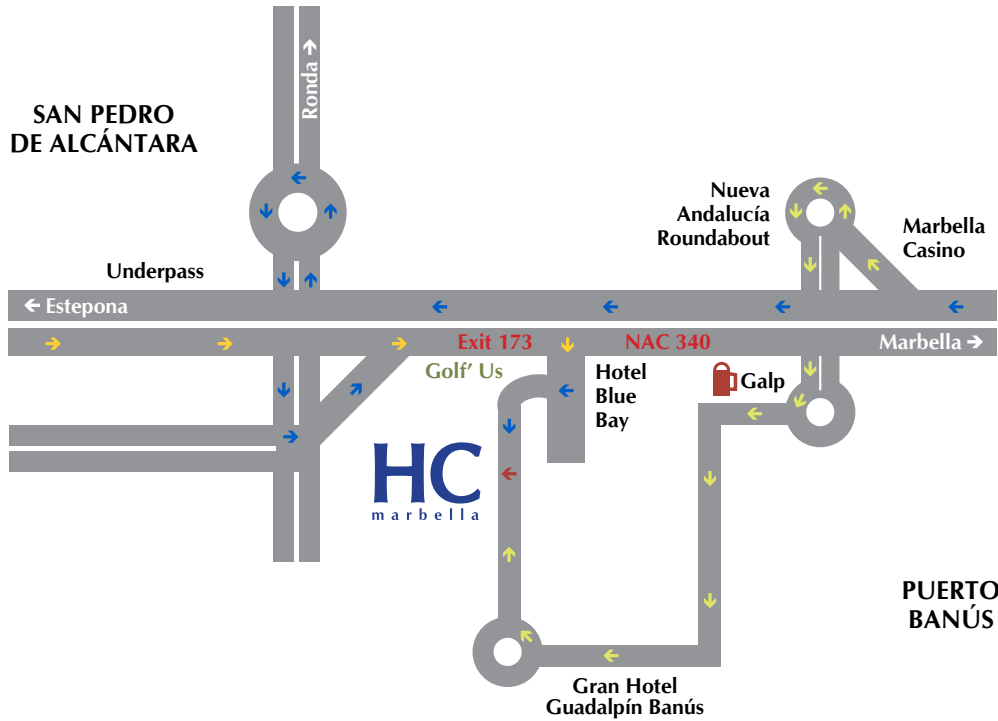 Ronda →
SAN PEDRO
DE ALCÁNTARA
Nueva
Andalucía
Roundabout
Marbella
Casino
Underpass
← Estepona
Exit 173
NAC 340
Marbella →
Golf’ Us
Hotel
Blue
Bay
Galp
HC
marbella
PUERTO
BANÚS
Gran Hotel
Guadalpín Banús